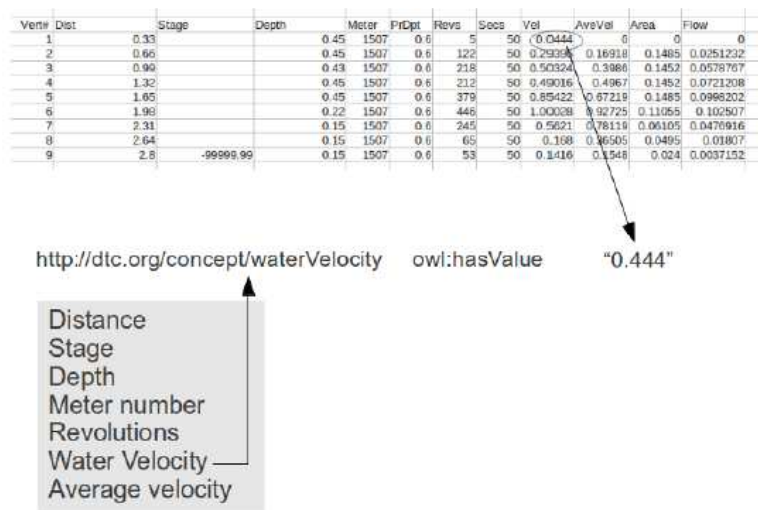 Vert# Dist Stage Depth Meter PrDpt Revs Secs Vel AveVel Area Flow
1 0.33 0.45 1507 0.6 5 50 0.0444 0 0 0
2 0.66 0.45 1507 0.6 122 50 0.29396 0.16918 0.1485 0.0251232
3 0.99 0.43 1507 0.6 218 50 0.50324 0.3986 0.1452 0.0578767
4 1.32 0.45 1507 0.6 212 50 0.49016 0.4967 0.1452 0.0721208
5 1.65 0.45 1507 0.6 379 50 0.85422 0.67219 0.1485 0.0998202
6 1.98 0.22 1507 0.6 446 50 1.00028 0.92725 0.11055 0.102507
7 2.31 0.15 1507 0.6 245 50 0.5621 0.78119 0.06105 0.0476916
8 2.64 0.15 1507 0.6 65 50 0.168 0.36505 0.0495 0.01807
9 2.8 -99999.99 0.15 1507 0.6 53 50 0.1416 0.1548 0.024 0.0037152
http://dtc.org/concept/waterVelocity owl:hasValue “0.444”
Distance
Stage
Depth
Meter number
Revolutions
Water Velocity
Average velocity